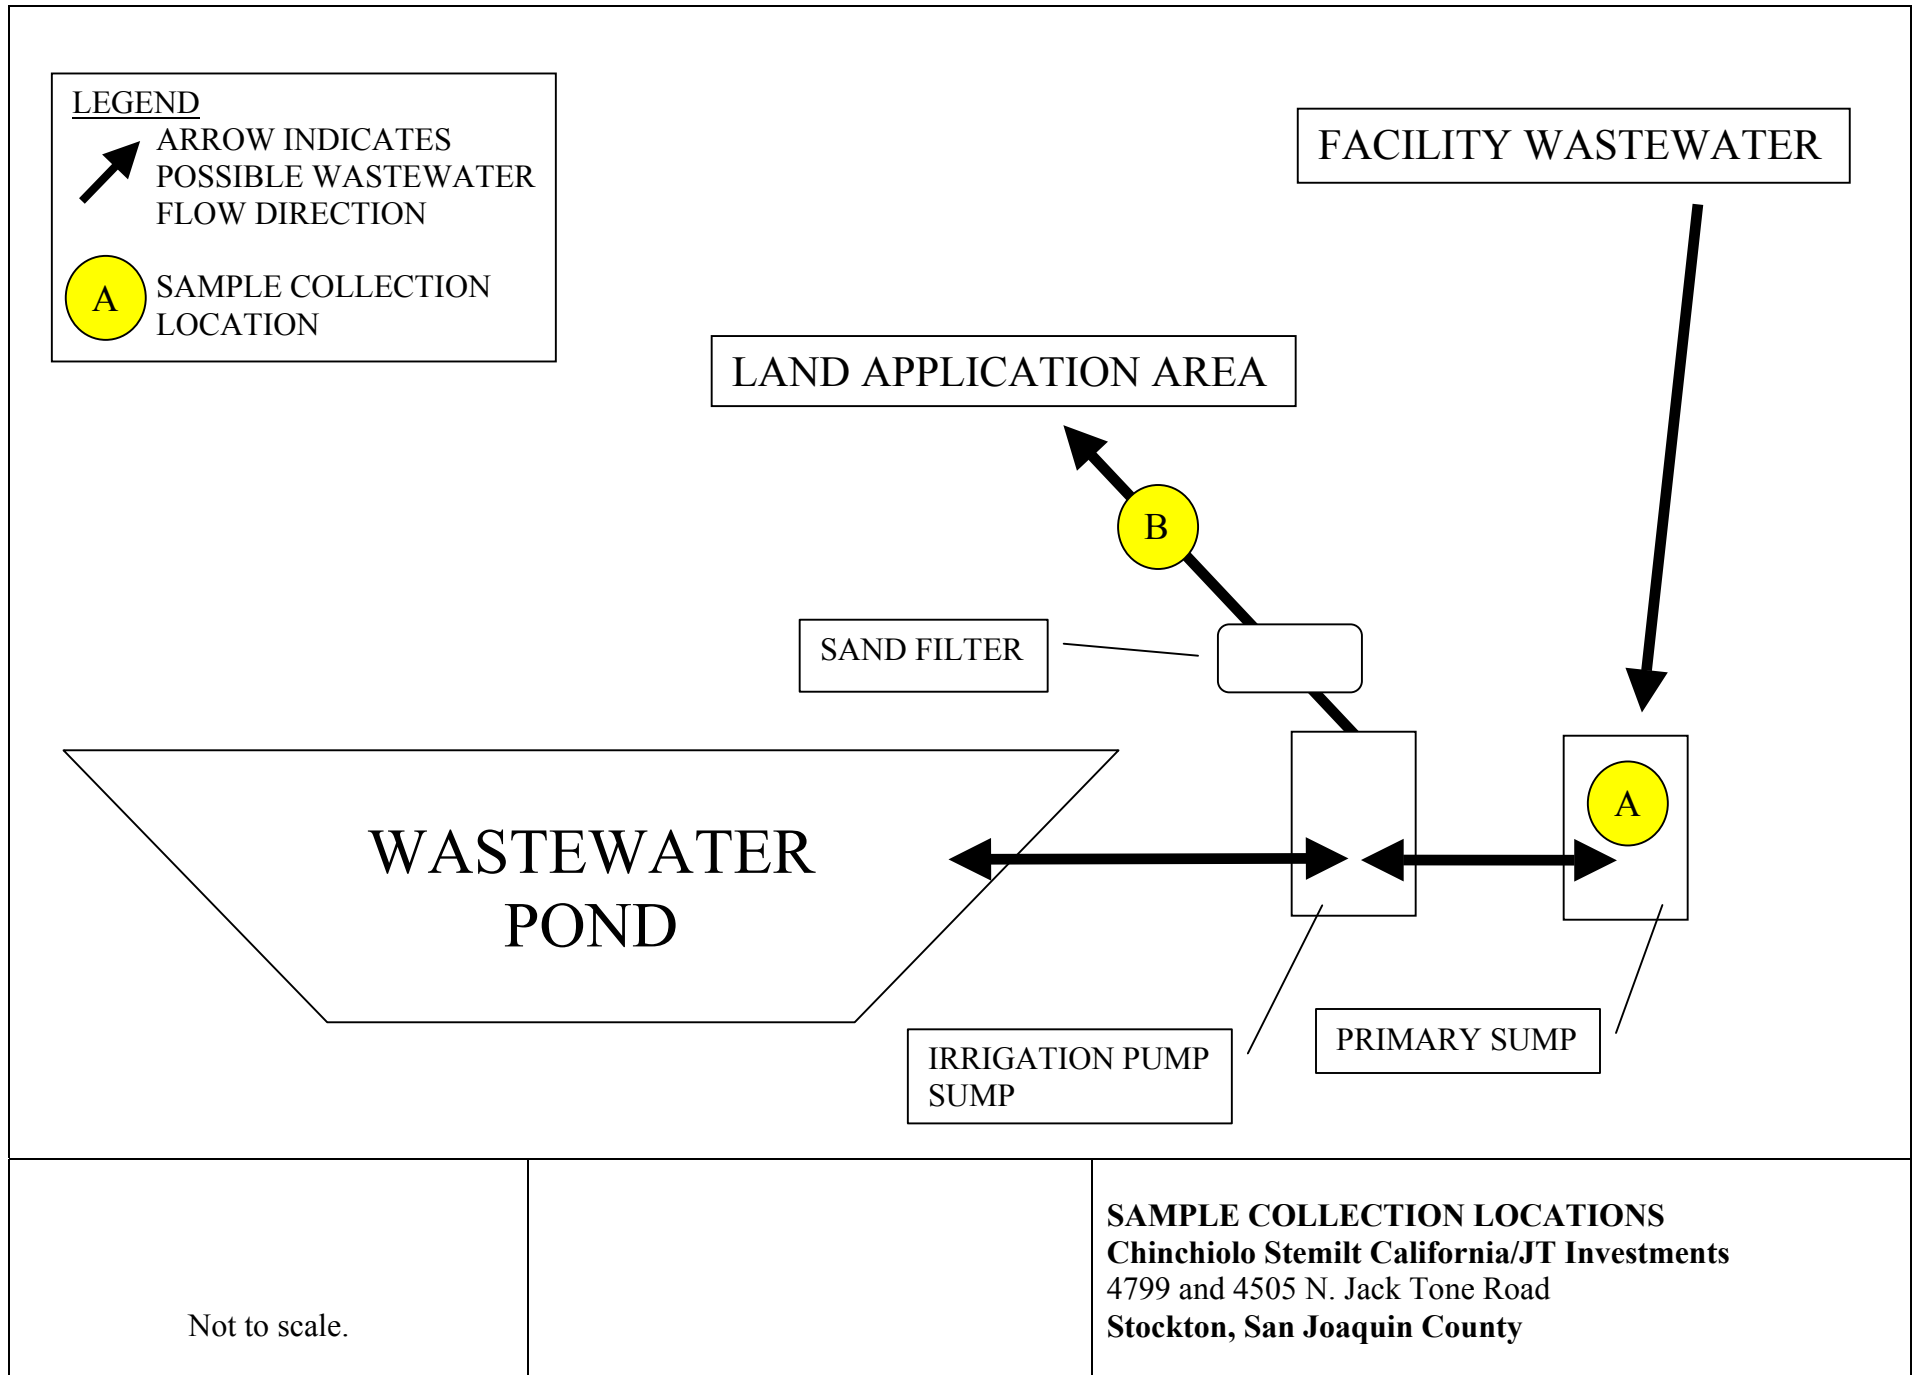 LEGEND
ARROW INDICATES
POSSIBLE WASTEWATER
FLOW DIRECTION
A
SAMPLE COLLECTION
LOCATION
FACILITY WASTEWATER
LAND APPLICATION AREA
B
SAND FILTER
A
WASTEWATER
POND
IRRIGATION PUMP
SUMP
PRIMARY SUMP
Not to scale.
SAMPLE COLLECTION LOCATIONS
Chinchiolo Stemilt California/JT Investments
4799 and 4505 N. Jack Tone Road
Stockton, San Joaquin County